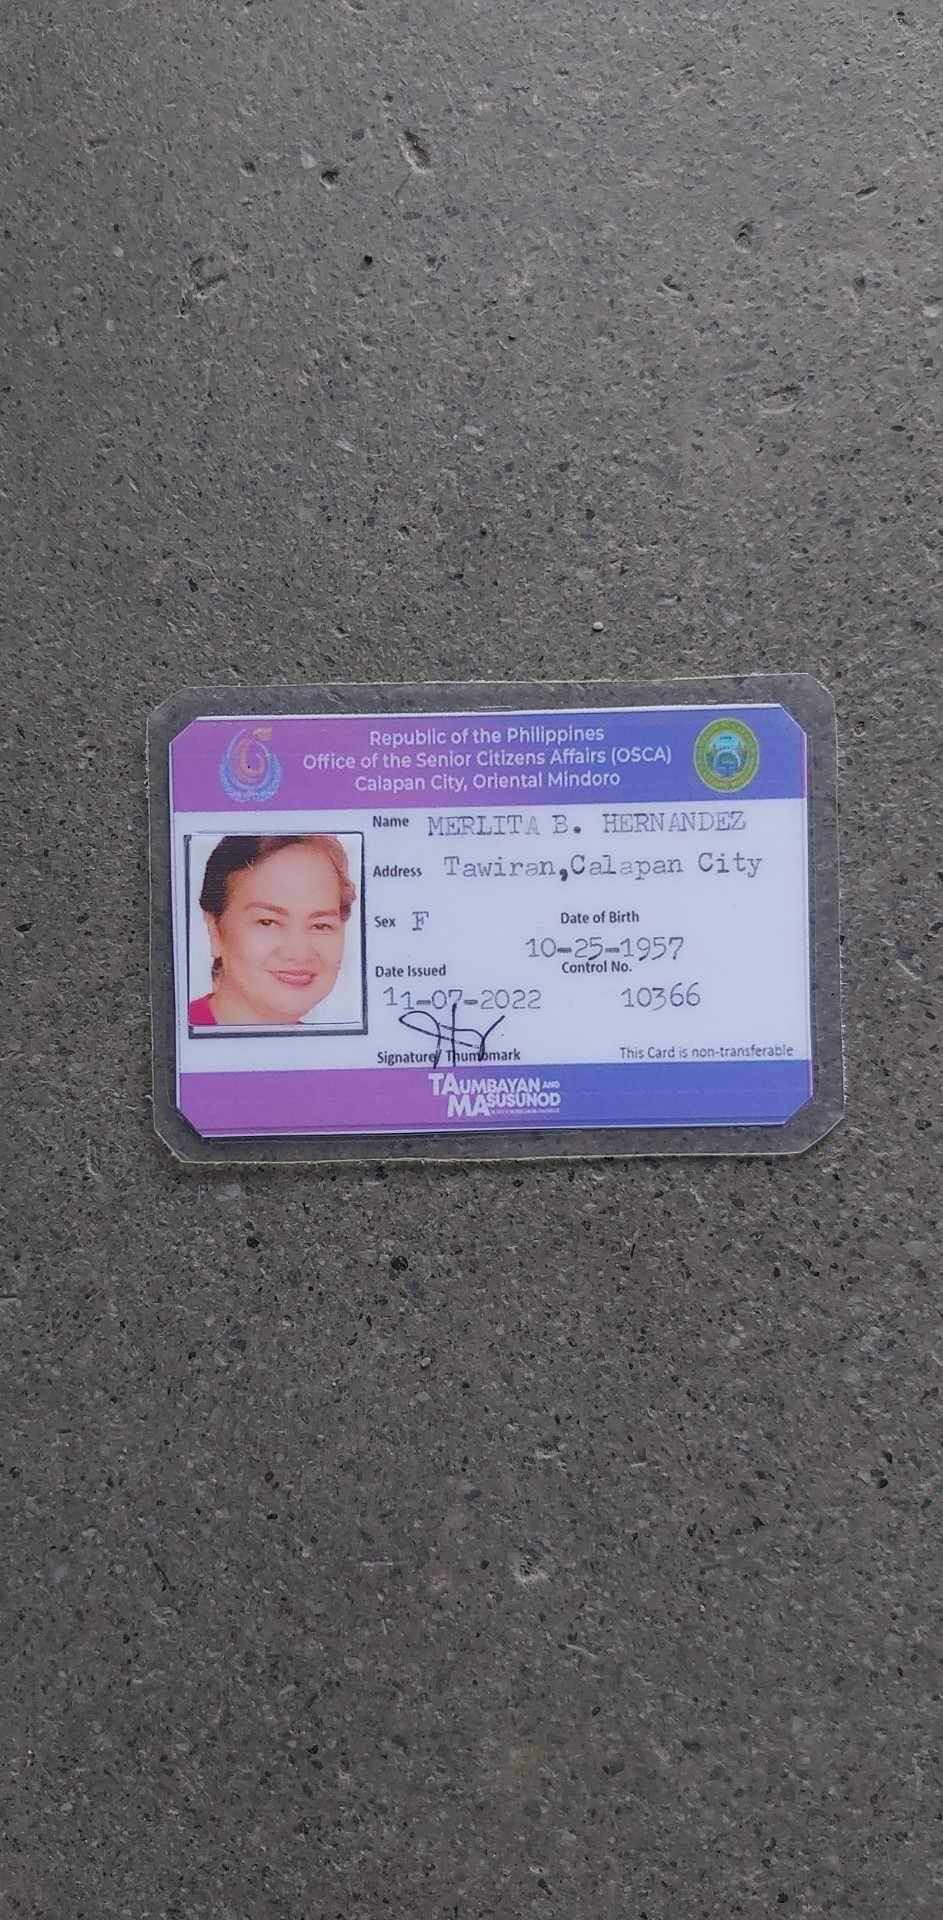 Republic of the Philippines
Office of the Senior Citizens Affairs (OSCA)
Calapan City, Oriental Mindoro
Name MERLITA B. HERNANDEZ
Address Tawiran,Calapan City
Sex F
Date of Birth
10-25-1957
Date Issued
Control No.
11-07-2022
10366
Signature/ Thumbmark
This Card is non-transferable
TAUMBAYAN AND
MASUSUNOD